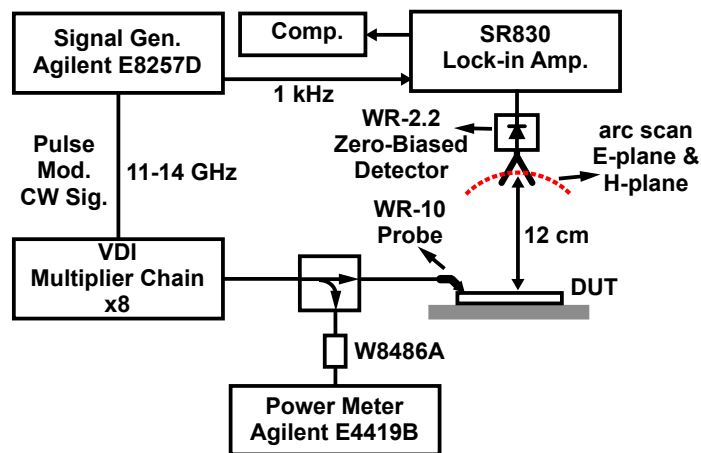 Signal Gen.
Agilent E8257D
Comp.
SR830
Lock-in Amp.
1 kHz
WR-2.2
Zero-Biased
Detector
arc scan
E-plane &
H-plane
Pulse
Mod.
CW Sig.
11-14 GHz
WR-10
Probe
12 cm
VDI
Multiplier Chain
x8
DUT
W8486A
Power Meter
Agilent E4419B